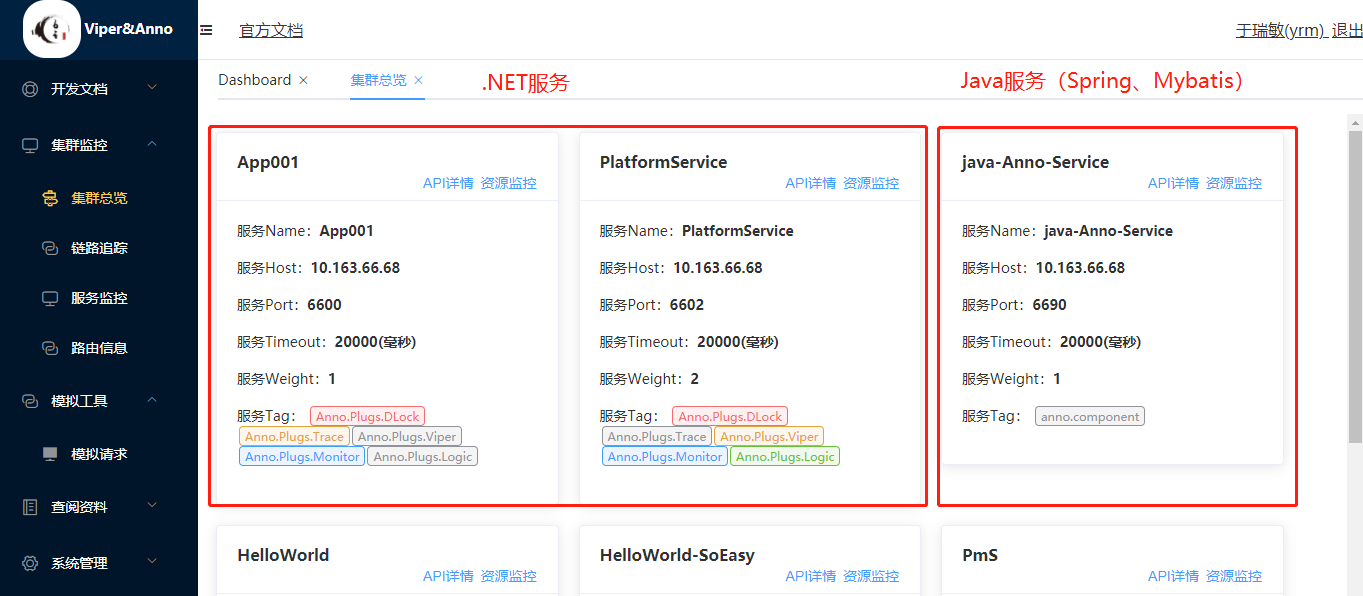 Viper&Anno
官方文档
于瑞敏(yrm) 退出
开发文档
集群监控
集群总览
链路追踪
服务监控
路由信息
模拟工具
模拟请求
查阅资料
系统管理
Dashboard ×
集群总览 ×
.NET服务
Java服务（Spring、Mybatis）
App001
API详情 资源监控
服务Name：App001
服务Host：10.163.66.68
服务Port：6600
服务Timeout：20000(毫秒)
服务Weight：1
服务Tag： Anno.Plugs.DLock
Anno.Plugs.Trace Anno.Plugs.Viper
Anno.Plugs.Monitor Anno.Plugs.Logic
PlatformService
API详情 资源监控
服务Name：PlatformService
服务Host：10.163.66.68
服务Port：6602
服务Timeout：20000(毫秒)
服务Weight：2
服务Tag： Anno.Plugs.DLock
Anno.Plugs.Trace Anno.Plugs.Viper
Anno.Plugs.Monitor Anno.Plugs.Logic
java-Anno-Service
API详情 资源监控
服务Name：java-Anno-Service
服务Host：10.163.66.68
服务Port：6690
服务Timeout：20000(毫秒)
服务Weight：1
服务Tag： anno.component
HelloWorld
API详情 资源监控
HelloWorld-SoEasy
API详情 资源监控
PmS
API详情 资源监控